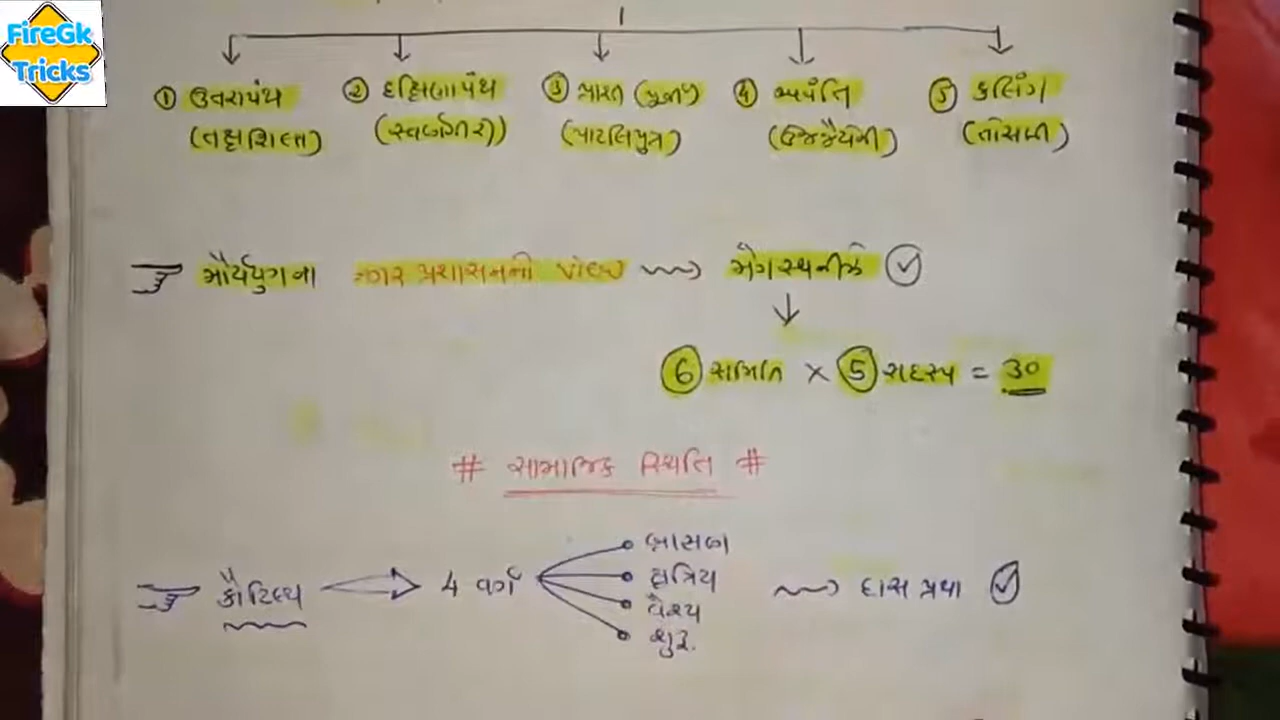 FireGk
Tricks
① ઉત્તરાપંથ ② દક્ષિણાપંથ ③ પ્રાસી (પૂર્વીય) ④ અવંતિ ⑤ કલિંગ
(તક્ષશિલા) (સ્વર્ણગીરી) (પાટલિપુત્ર) (ઉજ્જૈયની) (તોસલી)
મૌર્યયુગના નગર પ્રશાસનની મેગસ્થનીઝે
6 સમિતિ × 5 સદસ્ય = 30
# સામાજિક સ્થિતિ #
કૌટિલ્ય 4 વર્ગ દાસ પ્રથા
બ્રાહ્મણ
ક્ષત્રિય
વૈશ્ય
શુદ્ર.